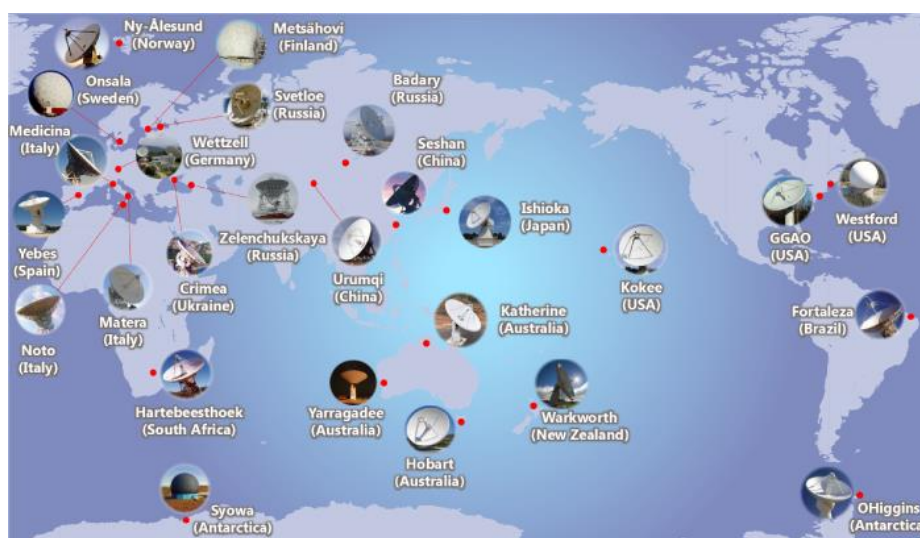 Ny-Ålesund
(Norway)
Metsähovi
(Finland)
Onsala
(Sweden)
Svetloe
(Russia)
Badary
(Russia)
Medicina
(Italy)
Wettzell
(Germany)
Seshan
(China)
Ishioka
(Japan)
Westford
(USA)
GGAO
(USA)
Yebes
(Spain)
Zelenchukskaya
(Russia)
Crimea
(Ukraine)
Urumqi
(China)
Kokee
(USA)
Noto
(Italy)
Matera
(Italy)
Katherine
(Australia)
Fortaleza
(Brazil)
Hartebeesthoek
(South Africa)
Yarragadee
(Australia)
Warkworth
(New Zealand)
Hobart
(Australia)
Syowa
(Antarctica)
OHiggins
(Antarctica